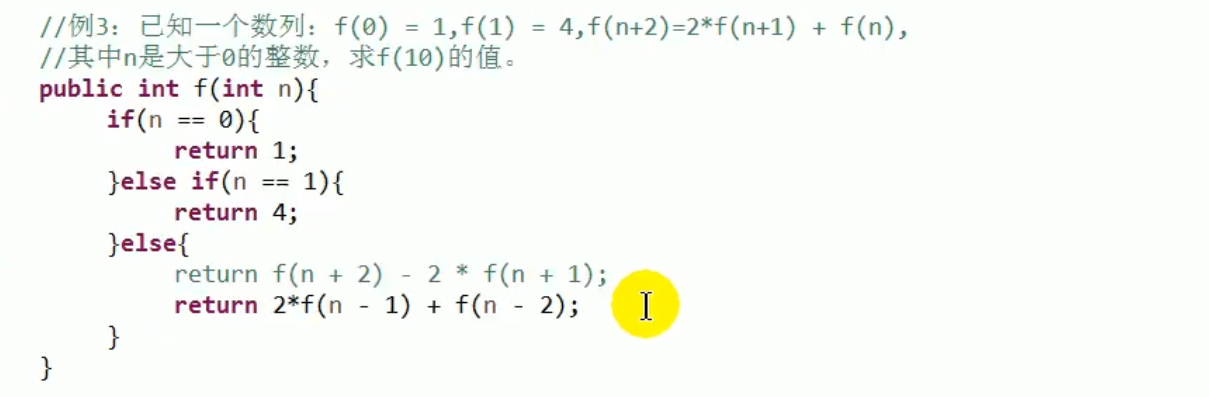 //例3：已知一个数列：f(0) = 1,f(1) = 4,f(n+2)=2*f(n+1) + f(n),
//其中n是大于0的整数，求f(10)的值。
public int f(int n){
if(n == 0){
return 1;
}else if(n == 1){
return 4;
}else{
return f(n + 2) - 2 * f(n + 1);
return 2*f(n - 1) + f(n - 2);
}
}